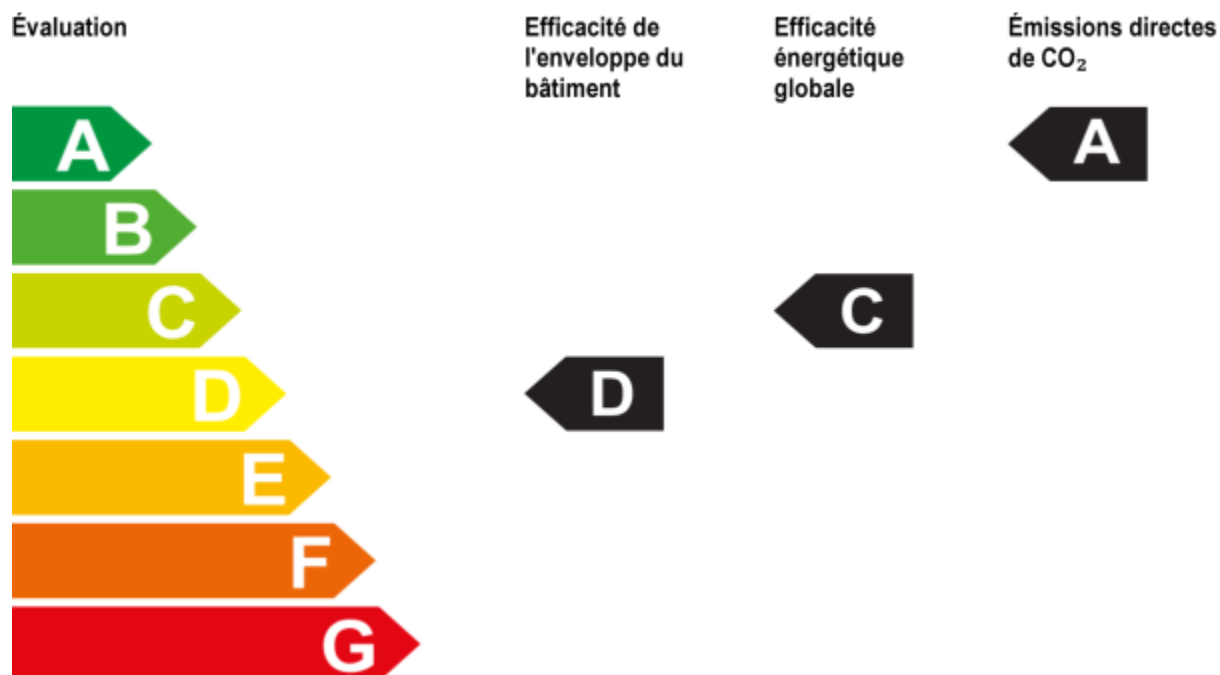 Évaluation
Efficacité de
l'enveloppe du
bâtiment
Efficacité
énergétique
globale
Émissions directes
de CO₂
A
A
B
C
C
D
D
E
F
G